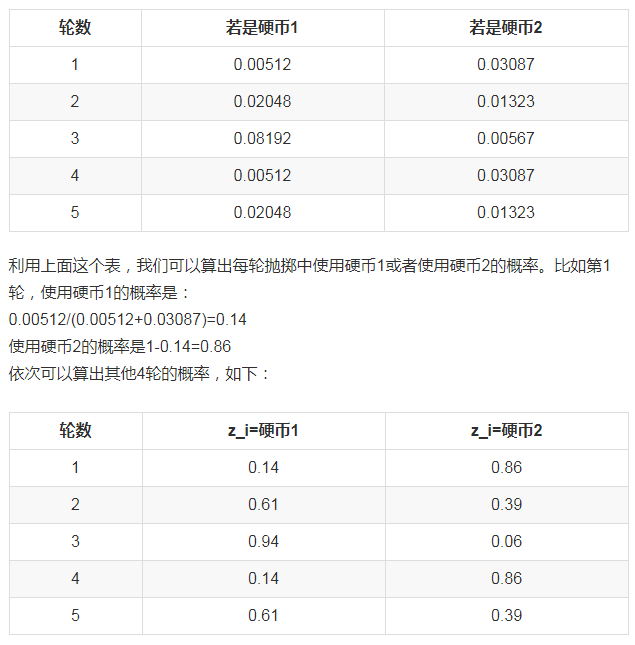 轮数 若是硬币1 若是硬币2
1 0.00512 0.03087
2 0.02048 0.01323
3 0.08192 0.00567
4 0.00512 0.03087
5 0.02048 0.01323
利用上面这个表，我们可以算出每轮抛掷中使用硬币1或者使用硬币2的概率。比如第1
轮，使用硬币1的概率是：
0.00512/(0.00512+0.03087)=0.14
使用硬币2的概率是1-0.14=0.86
依次可以算出其他4轮的概率，如下：
轮数 z_i=硬币1 z_i=硬币2
1 0.14 0.86
2 0.61 0.39
3 0.94 0.06
4 0.14 0.86
5 0.61 0.39